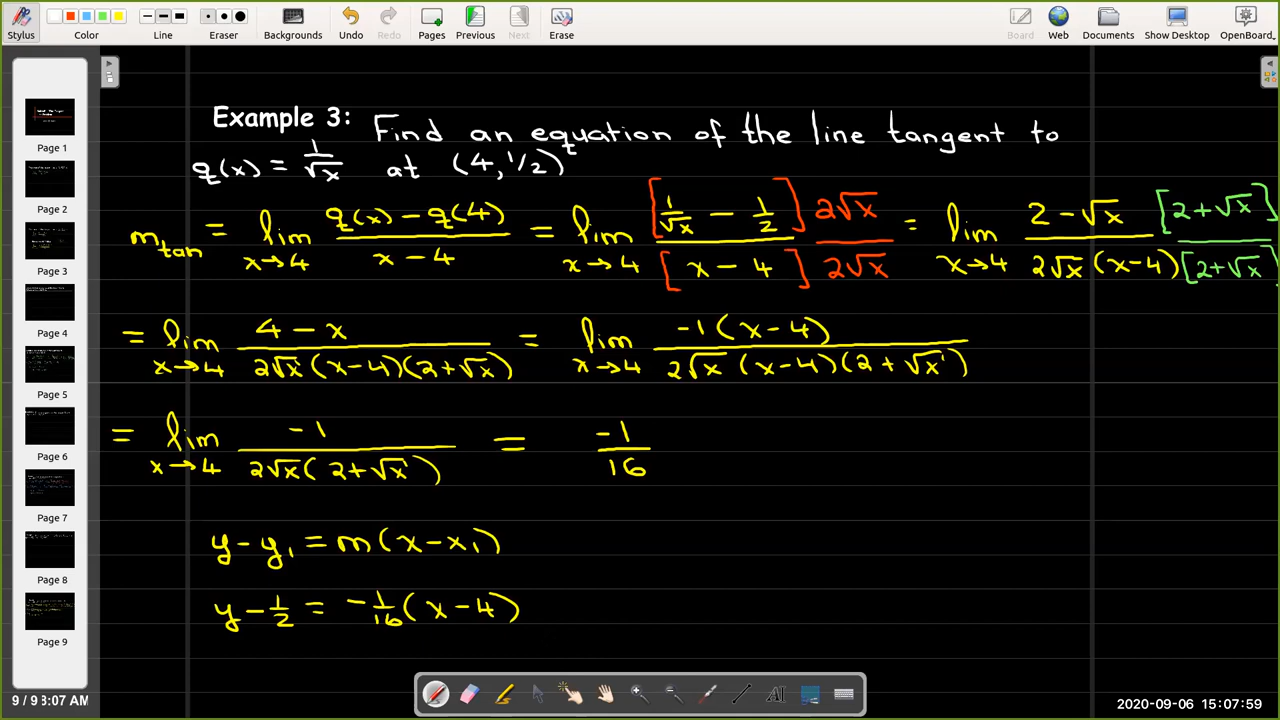 Stylus Color Line Eraser Backgrounds Undo Redo Pages Previous Next Erase Board Web Documents Show Desktop OpenBoard
Page 1
Page 2
Page 3
Page 4
Page 5
Page 6
Page 7
Page 8
Page 9
Example 3: Find an equation of the line tangent to
q(x) = 1/√x at (4, 1/2)
m_tan = lim_{x→4} (q(x) − q(4))/(x − 4) = lim_{x→4} [1/√x − 1/2]/[x − 4] 2√x/2√x = lim_{x→4} (2 − √x)/(2√x (x−4)) [2+√x]/[2+√x]
= lim_{x→4} (4 − x)/(2√x (x−4)(2+√x)) = lim_{x→4} −1(x−4)/(2√x (x−4)(2+√x))
= lim_{x→4} −1/(2√x (2+√x)) = −1/16
y − y₁ = m(x − x₁)
y − 1/2 = −1/16 (x − 4)
9 / 9 3:07 AM
2020-09-06 15:07:59